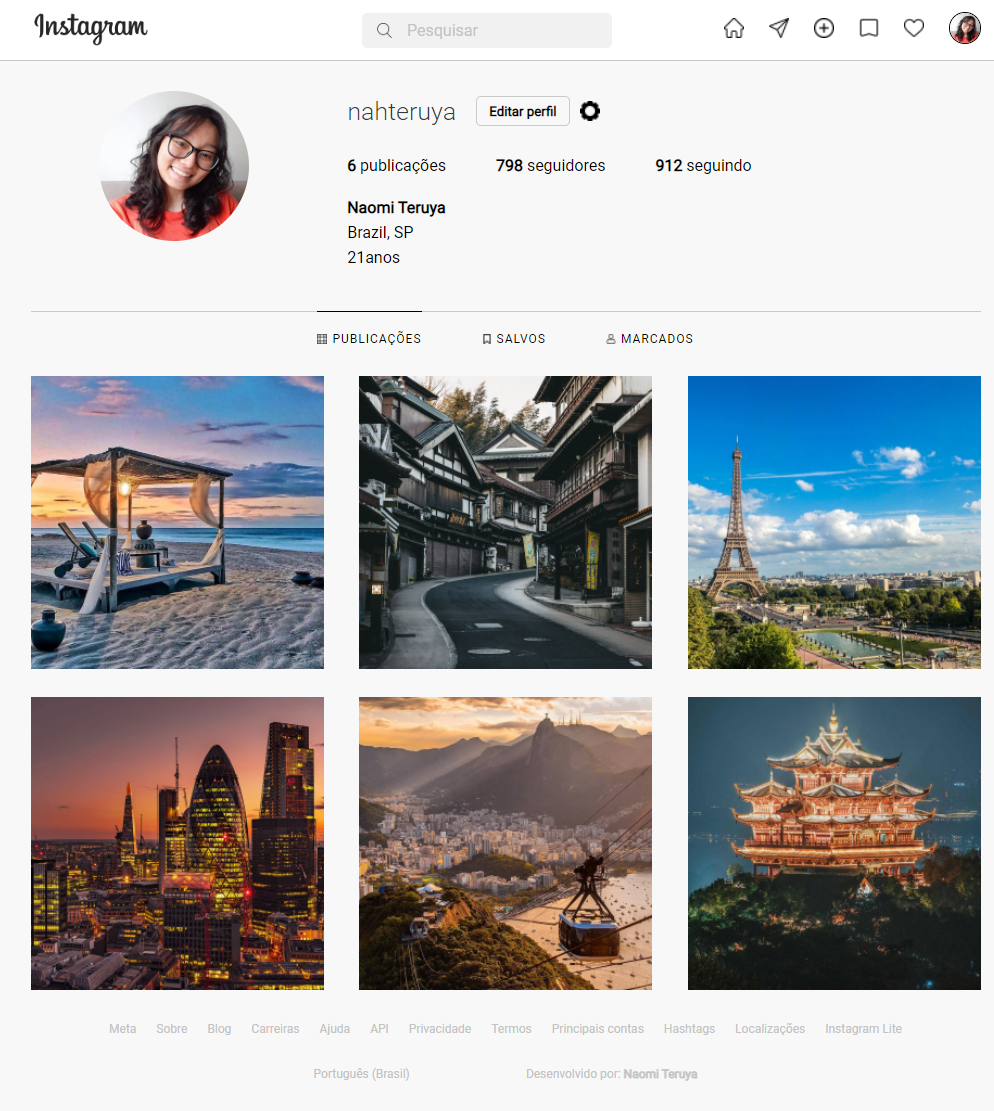 Instagram
Pesquisar
nahteruya
Editar perfil
6 publicações 798 seguidores 912 seguindo
Naomi Teruya
Brazil, SP
21anos
PUBLICAÇÕES SALVOS MARCADOS
Meta Sobre Blog Carreiras Ajuda API Privacidade Termos Principais contas Hashtags Localizações Instagram Lite
Português (Brasil) Desenvolvido por: Naomi Teruya